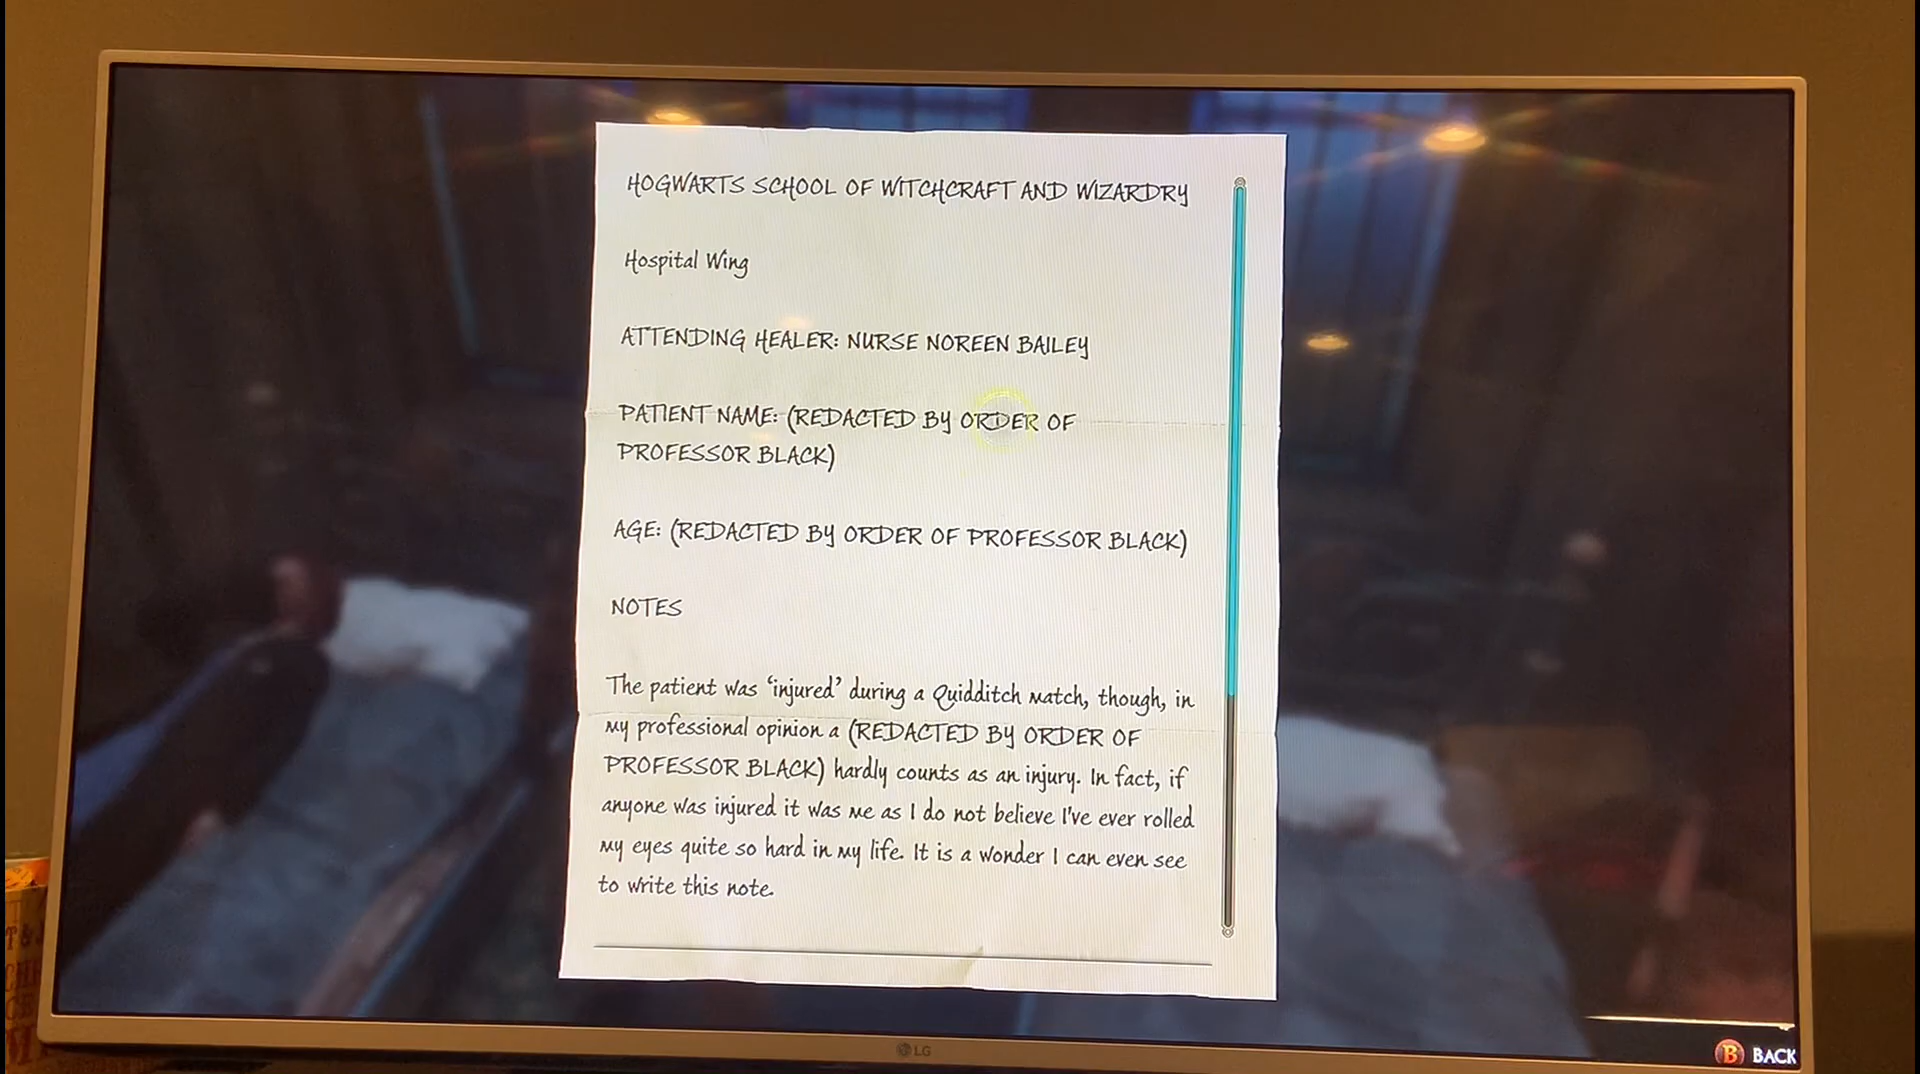 HOGWARTS SCHOOL OF WITCHCRAFT AND WIZARDRY
Hospital Wing
ATTENDING HEALER: NURSE NOREEN BAILEY
PATIENT NAME: (REDACTED BY ORDER OF
PROFESSOR BLACK)
AGE: (REDACTED BY ORDER OF PROFESSOR BLACK)
NOTES
The patient was ‘injured’ during a Quidditch match, though, in
my professional opinion a (REDACTED BY ORDER OF
PROFESSOR BLACK) hardly counts as an injury. In fact, if
anyone was injured it was me as I do not believe I've ever rolled
my eyes quite so hard in my life. It is a wonder I can even see
to write this note.
B BACK
LG